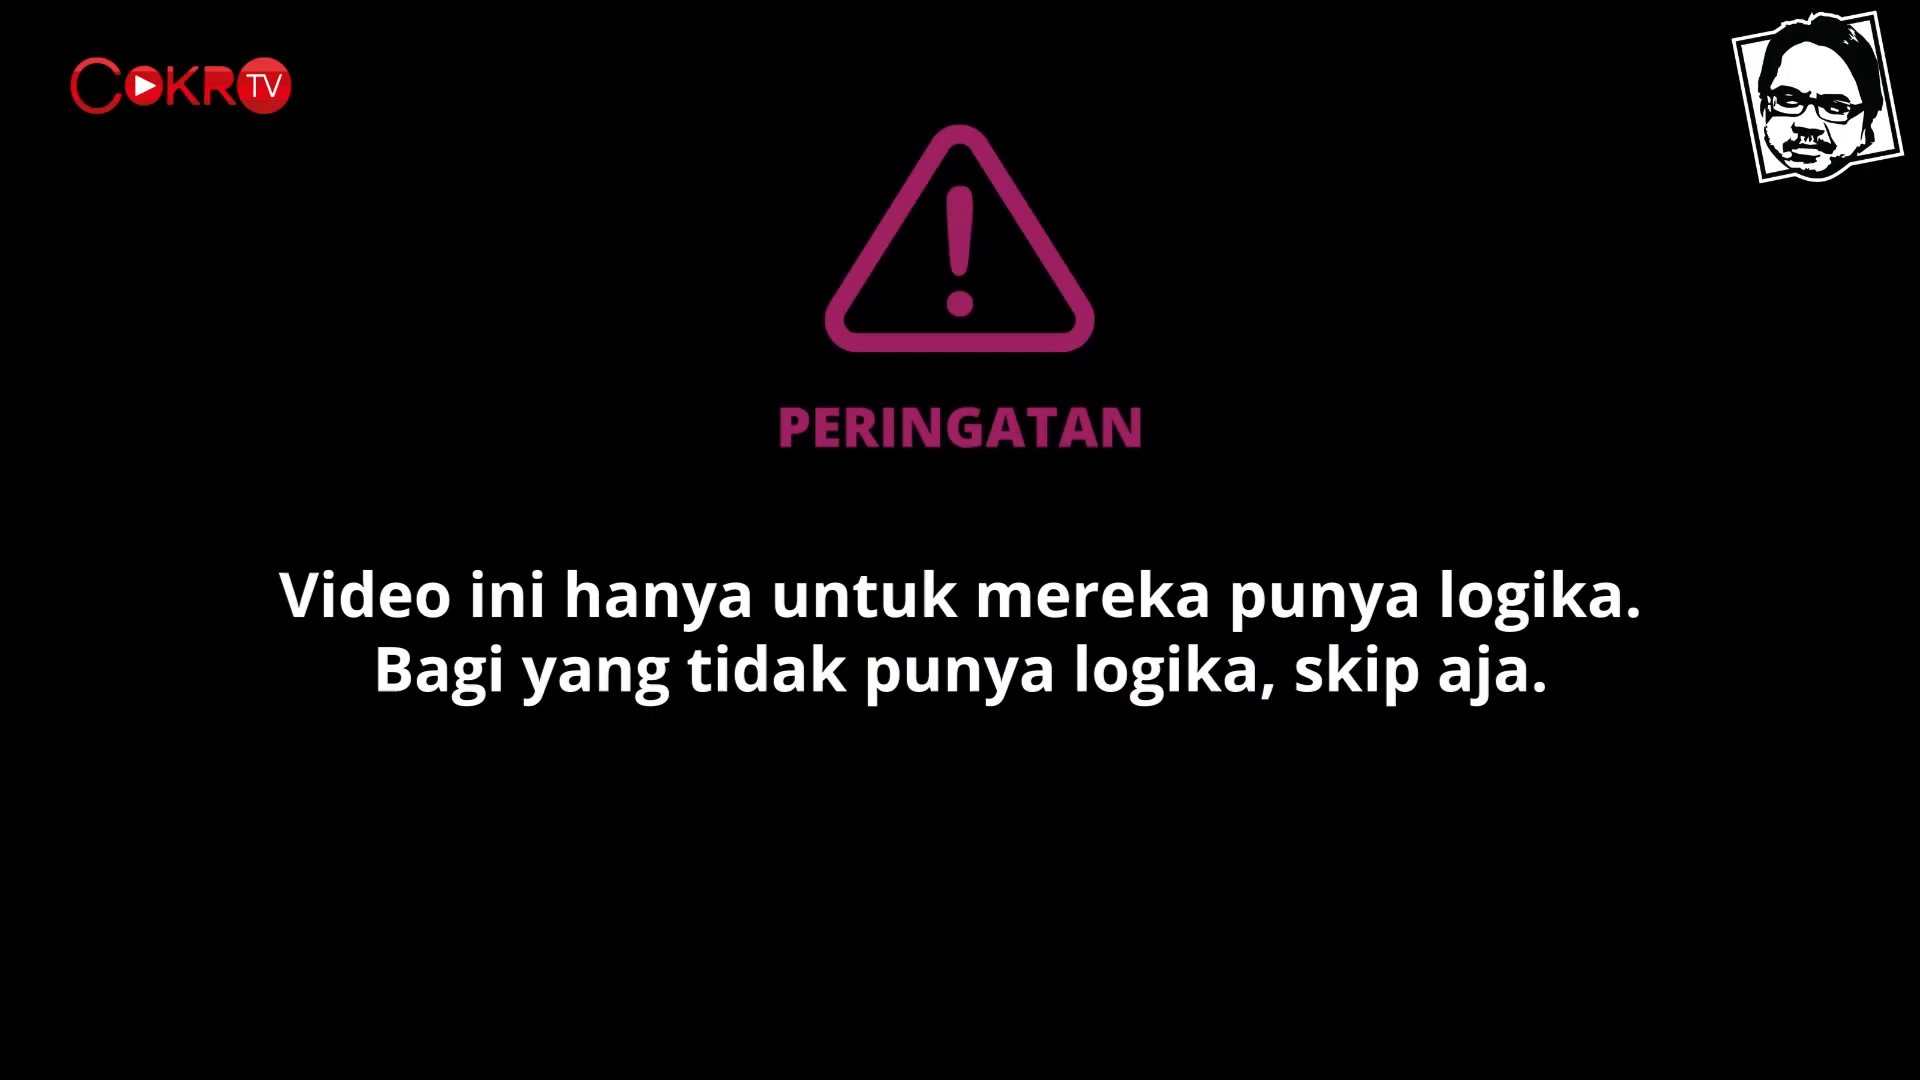 COKRO TV
PERINGATAN
Video ini hanya untuk mereka punya logika.
Bagi yang tidak punya logika, skip aja.